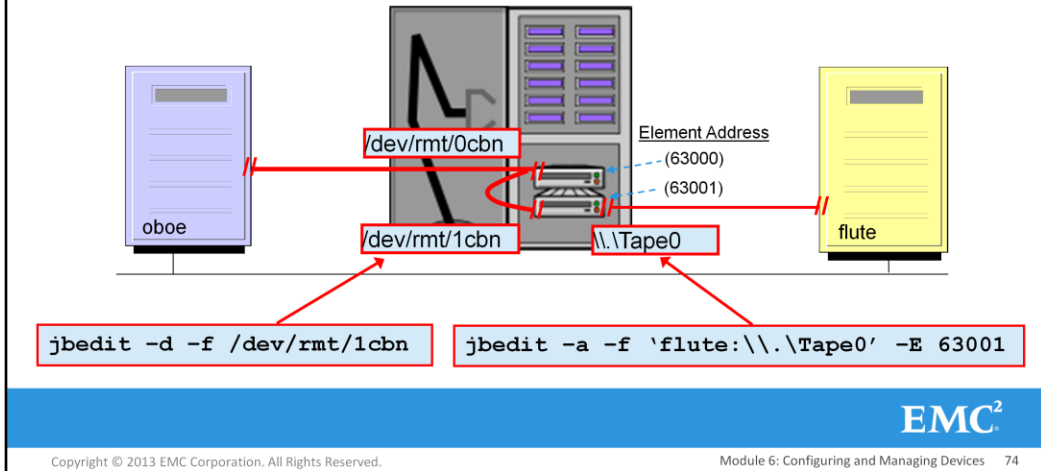 /dev/rmt/0cbn
Element Address
(63000)
(63001)
oboe
/dev/rmt/1cbn
\\.\Tape0
flute
jbedit –d –f /dev/rmt/1cbn
jbedit –a –f ‘flute:\\.\Tape0’ –E 63001
EMC²
Copyright © 2013 EMC Corporation. All Rights Reserved.
Module 6: Configuring and Managing Devices 74